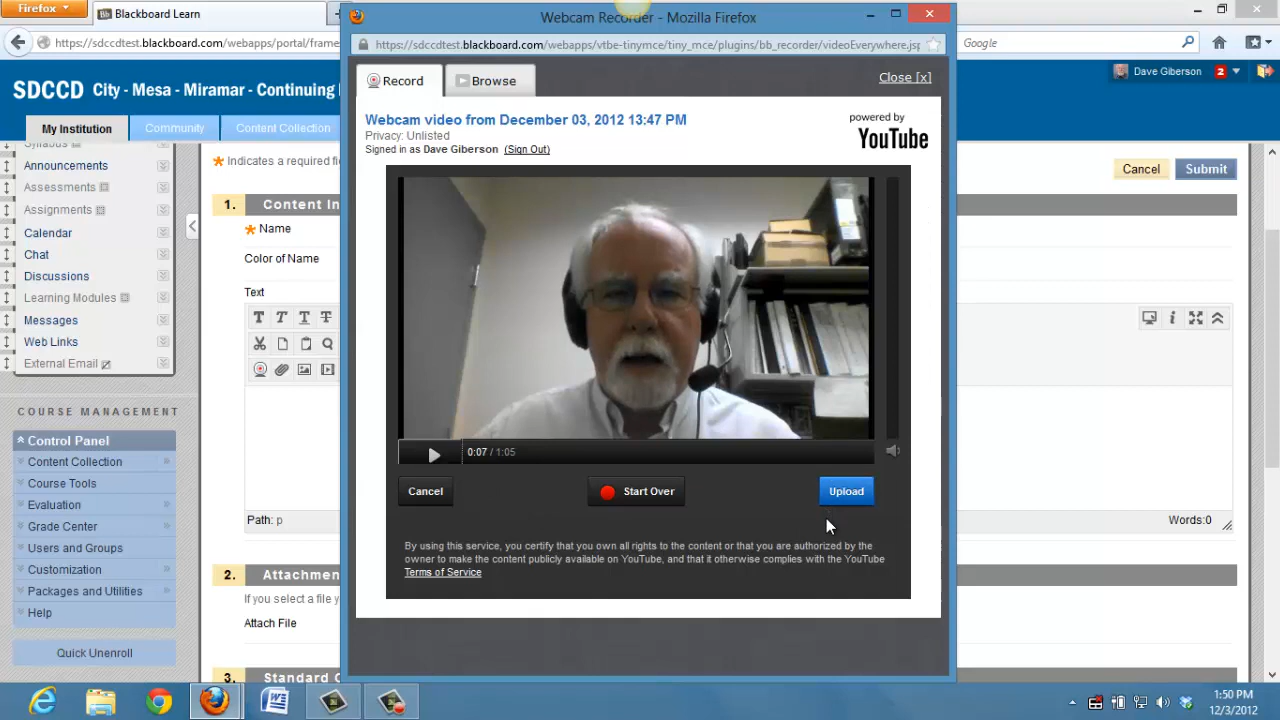 Firefox
Blackboard Learn
Webcam Recorder - Mozilla Firefox
https://sdccdtest.blackboard.com/webapps/portal/frame
https://sdccdtest.blackboard.com/webapps/vtbe-tinymce/tiny_mce/plugins/bb_recorder/videoEverywhere.jsp
Google
SDCCD City - Mesa - Miramar - Continuing
Dave Giberson 2
My Institution
Community
Content Collection
Record
Browse
Close [x]
Webcam video from December 03, 2012 13:47 PM
Privacy: Unlisted
Signed in as Dave Giberson (Sign Out)
powered by
YouTube
Syllabus
Announcements
Assessments
Assignments
Calendar
Chat
Discussions
Learning Modules
Messages
Web Links
External Email
COURSE MANAGEMENT
Control Panel
Content Collection
Course Tools
Evaluation
Grade Center
Users and Groups
Customization
Packages and Utilities
Help
Quick Unenroll
Indicates a required
Cancel
Submit
1. Content In
Name
Color of Name
Text
Path: p
Words:0
2. Attachmen
If you select a file y
Attach File
3. Standard O
0:07 / 1:05
Cancel
Start Over
Upload
By using this service, you certify that you own all rights to the content or that you are authorized by the
owner to make the content publicly available on YouTube, and that it otherwise complies with the YouTube
Terms of Service
1:50 PM
12/3/2012